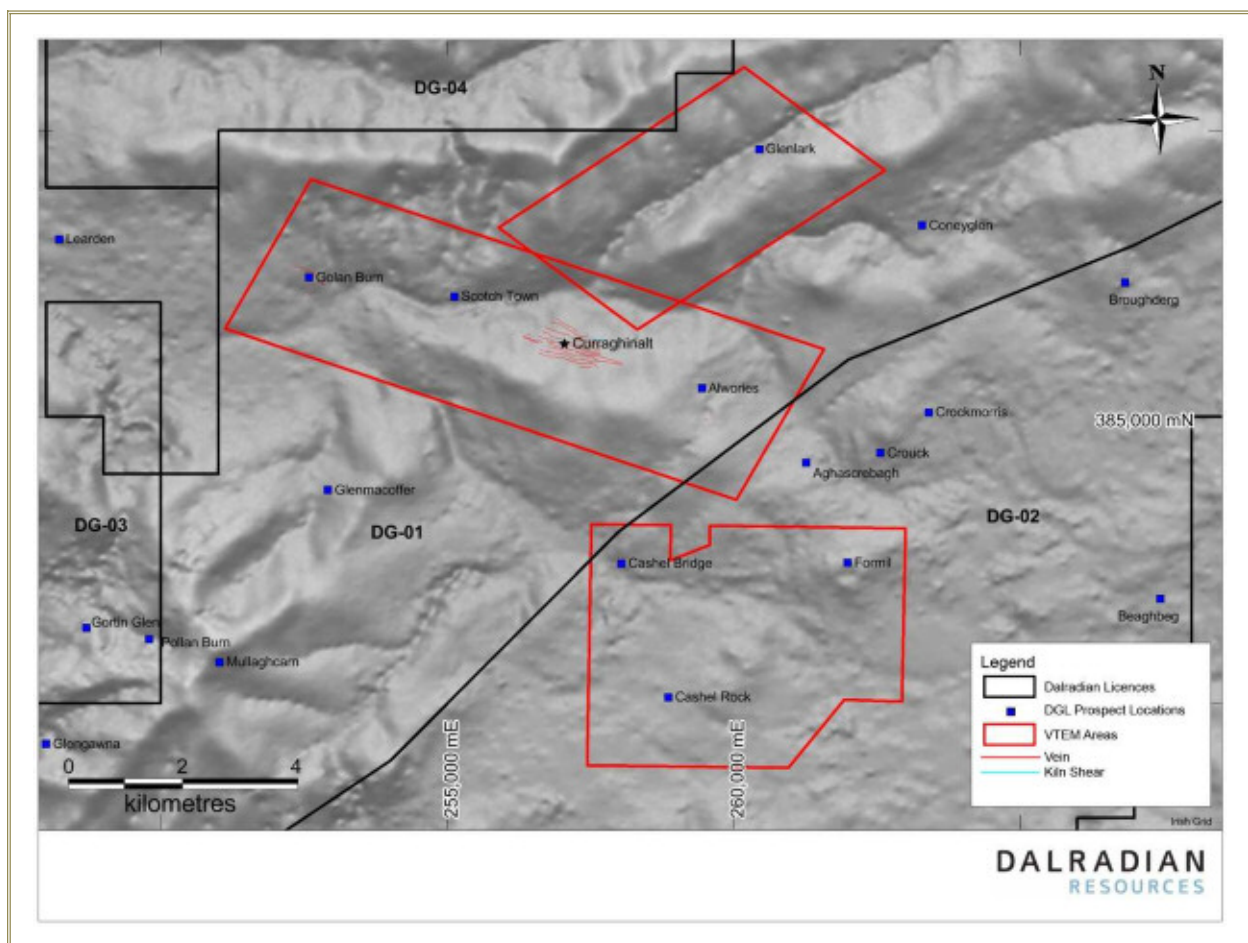 DG-04
N
Glenlark
Learden
Coneyglen
Golan Burn
Scotch Town
Broughderg
Curraghinalt
Alwories
Crockmorris
385,000 mN
Crouck
Aghascrebagh
Glenmacoffer
DG-03
DG-01
DG-02
Cashel Bridge
Formil
Gortin Glen
Pollan Burn
Beaghbeg
Mullaghcarn
Cashel Rock
Glengawna
255,000 mE
260,000 mE
0 2 4
kilometres
Legend
Dalradian Licences
DGL Prospect Locations
VTEM Areas
Vein
Kiln Shear
Irish Grid
DALRADIAN
RESOURCES